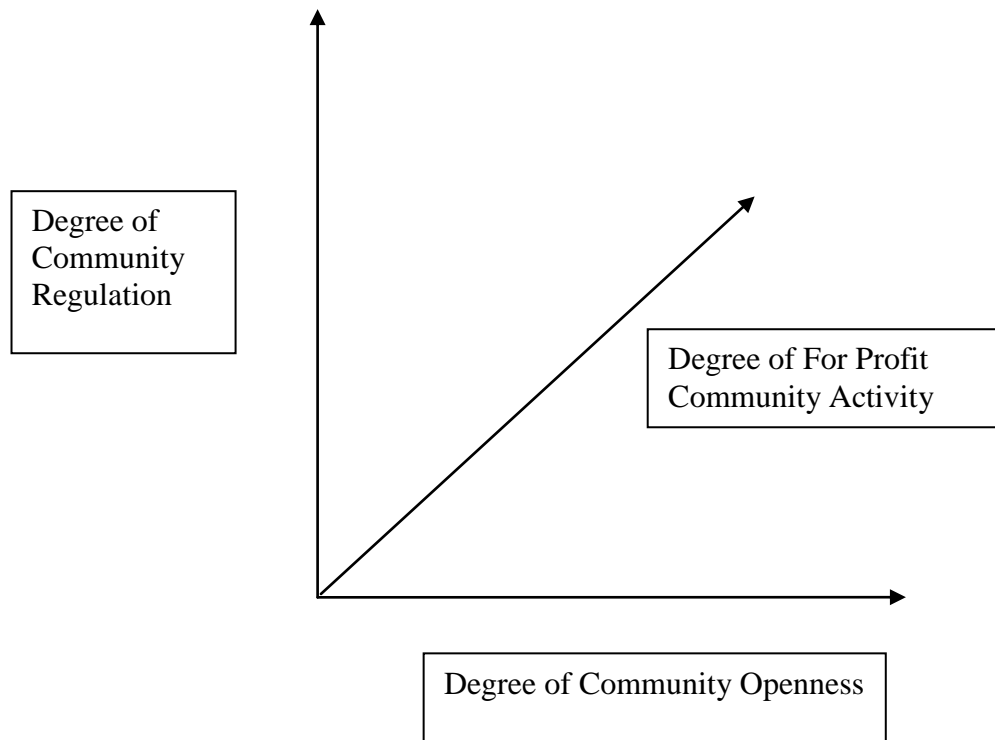 Degree of
Community
Regulation
Degree of For Profit
Community Activity
Degree of Community Openness